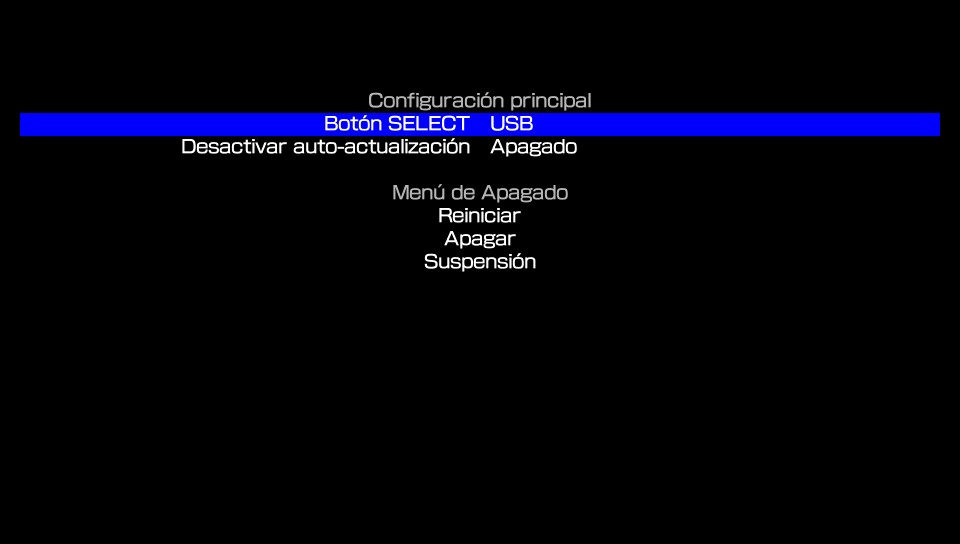 Configuración principal
Botón SELECT USB
Desactivar auto-actualización Apagado
Menú de Apagado
Reiniciar
Apagar
Suspensión